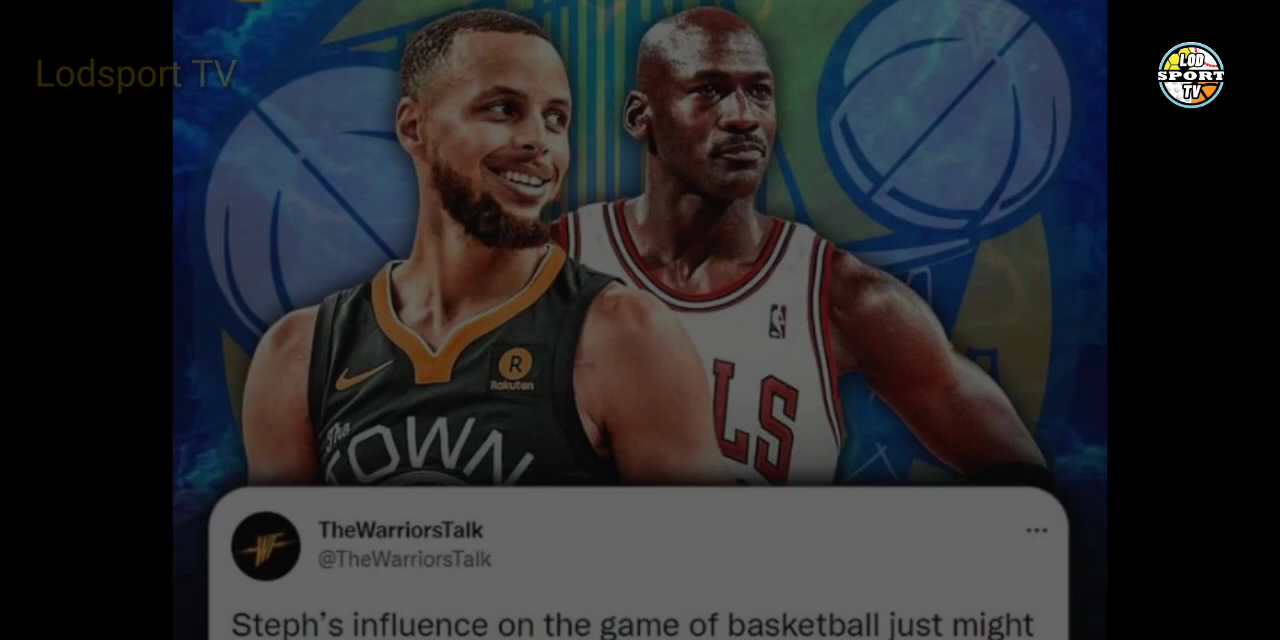 Lodsport TV
LOD
SPORT
TV
R
Rakuten
The
TOWN
LS
WF
TheWarriorsTalk
@TheWarriorsTalk
Steph’s influence on the game of basketball just might